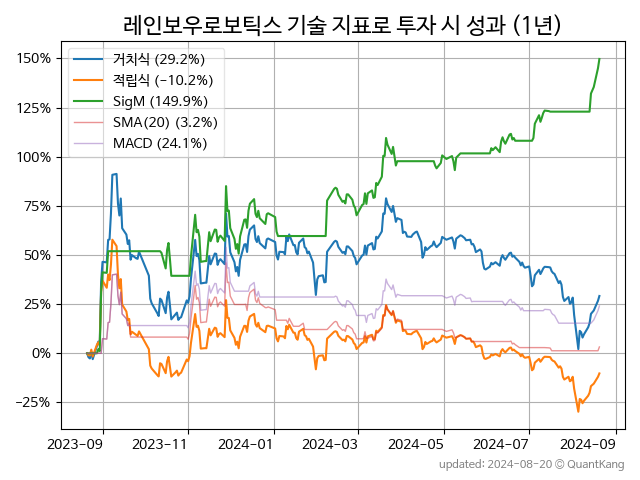 레인보우로보틱스 기술 지표로 투자 시 성과 (1년)
거치식 (29.2%)
적립식 (−10.2%)
SigM (149.9%)
SMA(20) (3.2%)
MACD (24.1%)
150%
125%
100%
75%
50%
25%
0%
−25%
2023-09 2023-11 2024-01 2024-03 2024-05 2024-07 2024-09
updated: 2024-08-20 © QuantKang